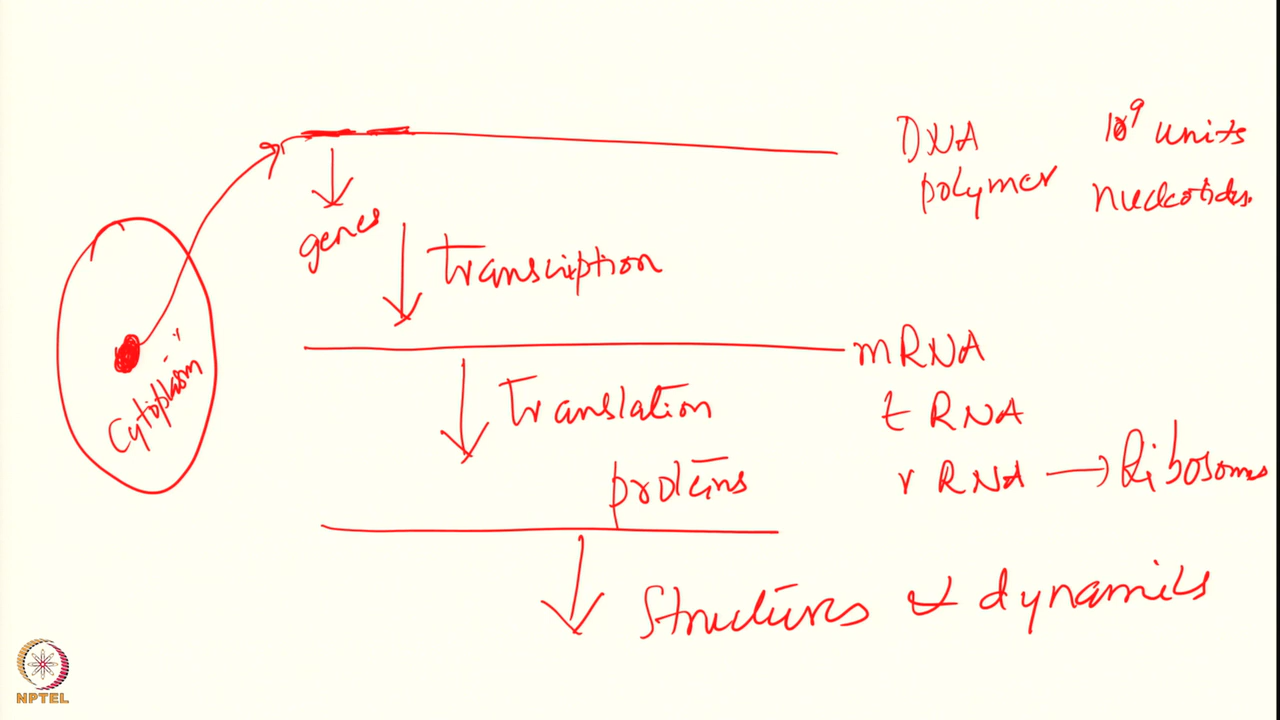 DNA 10⁹ units
polymer nucleotides.
genes
transcription
Cytoplasm
mRNA
translation
tRNA
proteins
rRNA → Ribosomes
Structures & dynamics
NPTEL